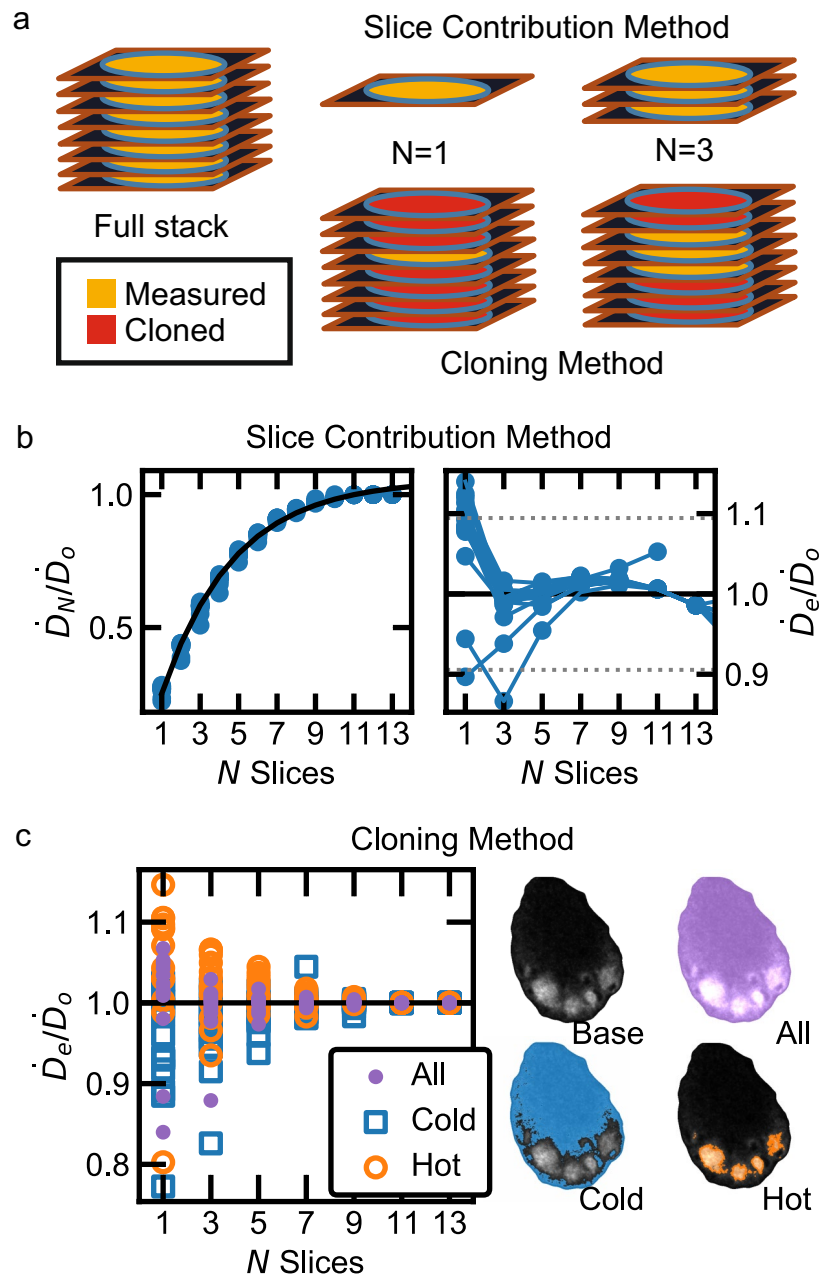 a
Slice Contribution Method
N=1
N=3
Full stack
Measured
Cloned
Cloning Method
b
Slice Contribution Method
1.0
0.5
Ḋ_N/Ḋ_o
1 3 5 7 9 11 13
N Slices
1.1
1.0
0.9
Ḋ_e/Ḋ_o
1 3 5 7 9 11 13
N Slices
c
Cloning Method
1.1
1.0
0.9
0.8
Ḋ_e/Ḋ_o
All
Cold
Hot
1 3 5 7 9 11 13
N Slices
Base
All
Cold
Hot